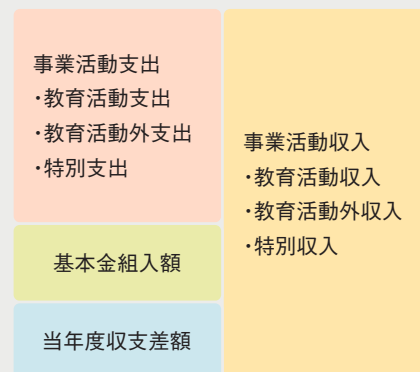 事業活動支出
・教育活動支出
・教育活動外支出
・特別支出
基本金組入額
当年度収支差額
事業活動収入
・教育活動収入
・教育活動外収入
・特別収入